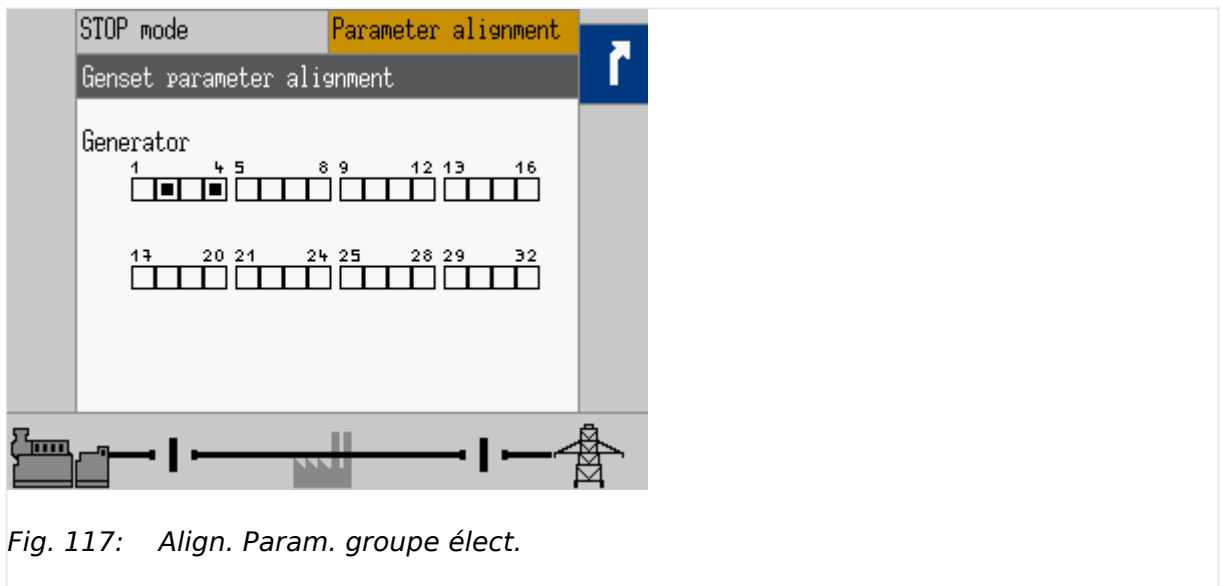 STOP mode Parameter alignment
Genset parameter alignment
Generator
1 4 5 8 9 12 13 16
17 20 21 24 25 28 29 32
Fig. 117: Align. Param. groupe élect.